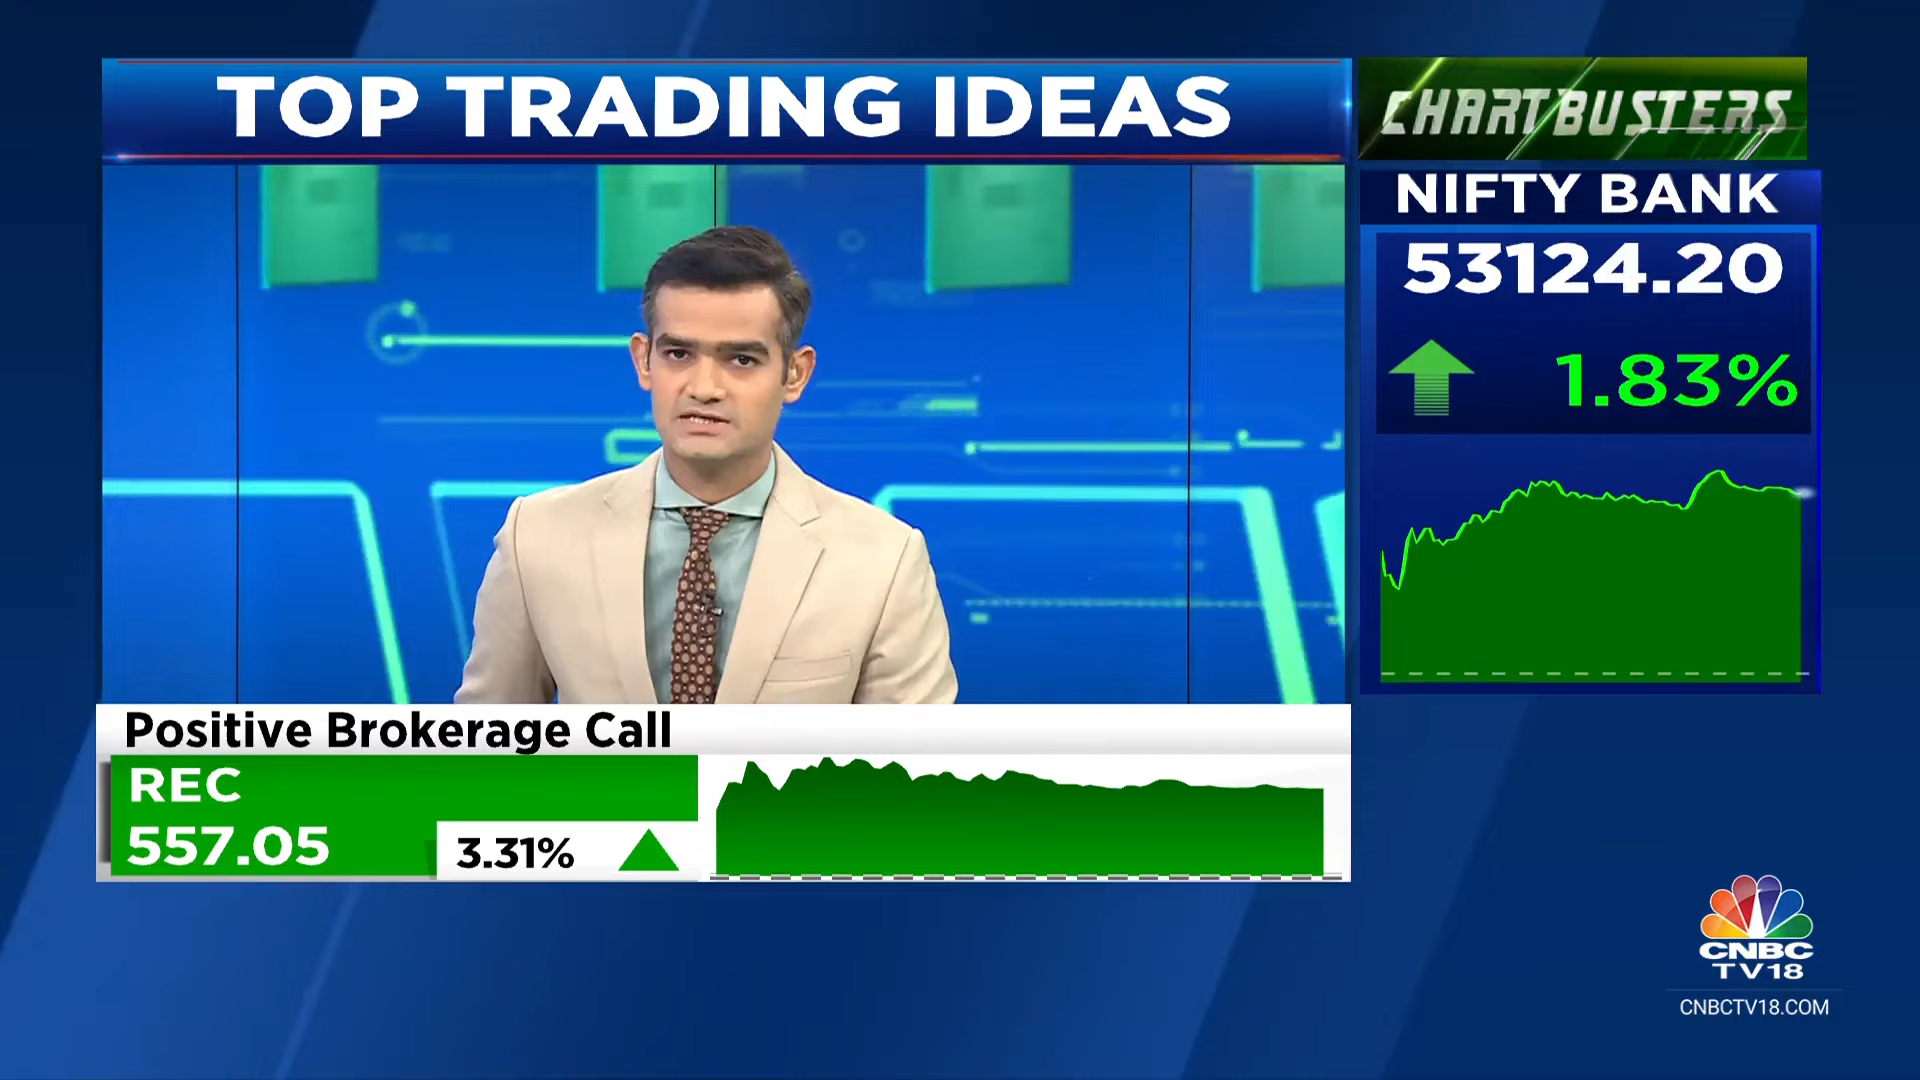 TOP TRADING IDEAS
CHARTBUSTERS
NIFTY BANK
53124.20
1.83%
Positive Brokerage Call
REC
557.05
3.31%
CNBC
TV18
CNBCTV18.COM